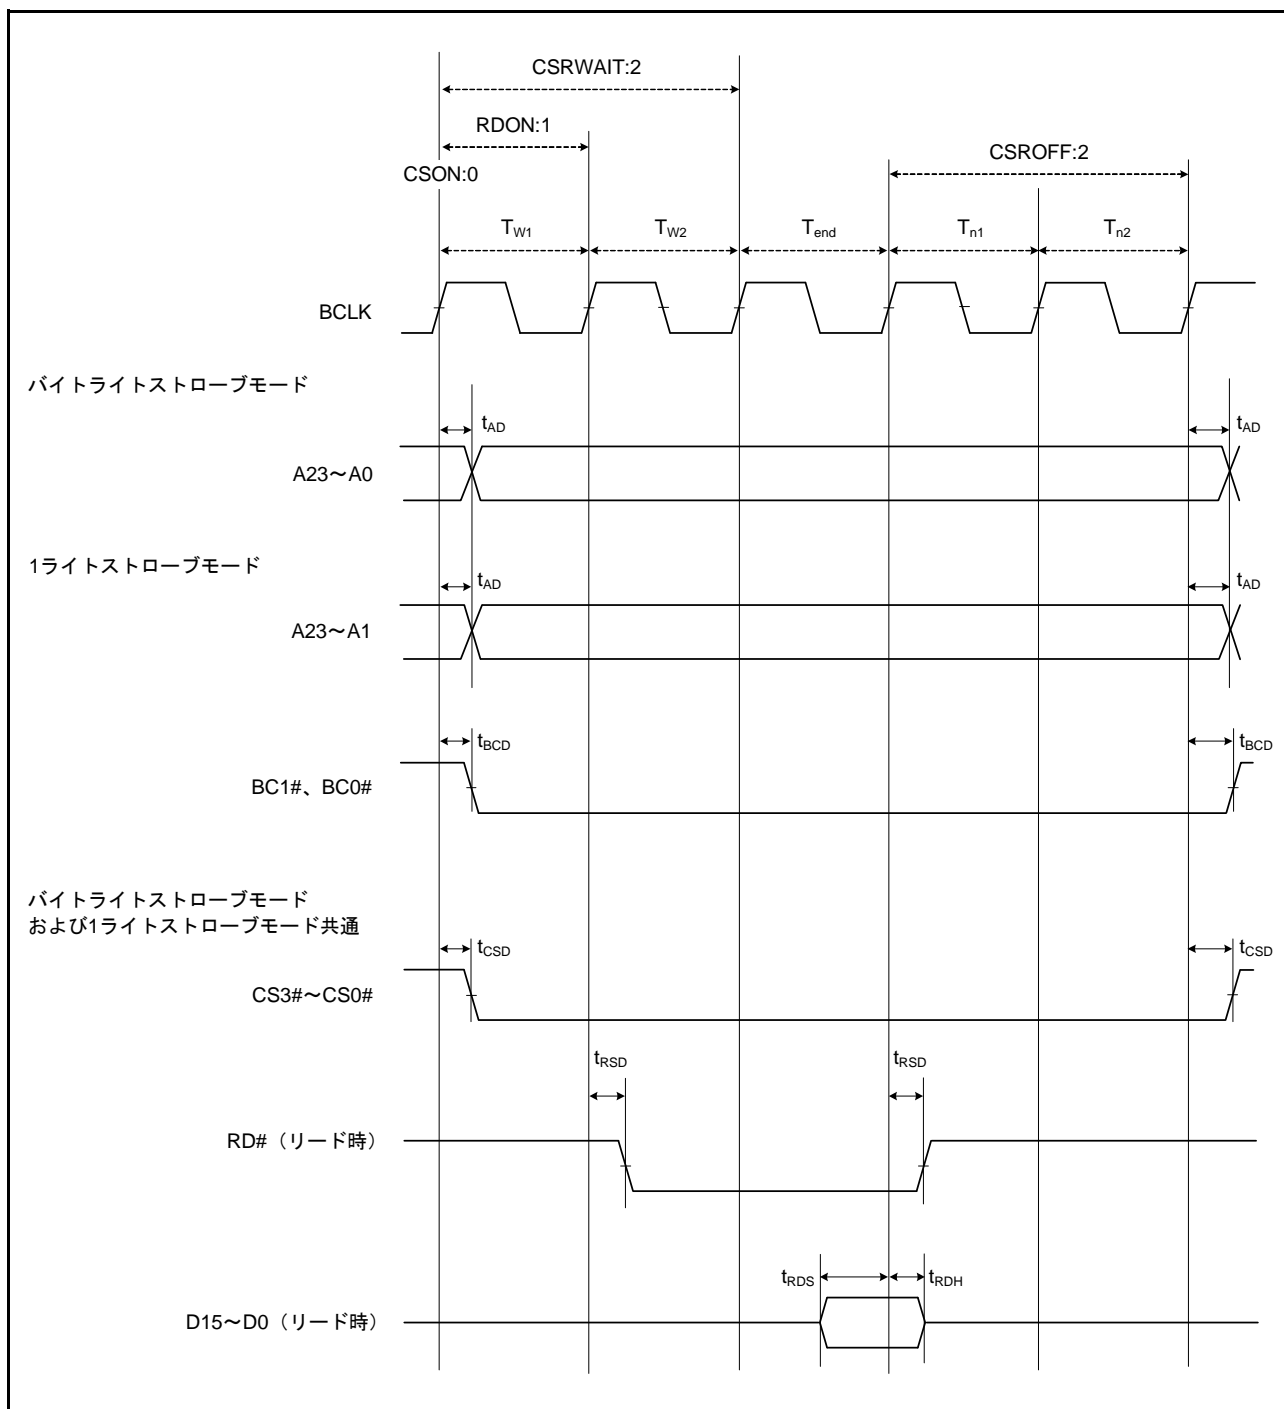 CSRWAIT:2
RDON:1
CSROFF:2
CSON:0
TW1 TW2 Tend Tn1 Tn2
BCLK
バイトライトストローブモード
tAD tAD
A23～A0
1ライトストローブモード
tAD tAD
A23～A1
tBCD tBCD
BC1#、BC0#
バイトライトストローブモード
および1ライトストローブモード共通
tCSD tCSD
CS3#～CS0#
tRSD tRSD
RD#（リード時）
tRDS tRDH
D15～D0（リード時）